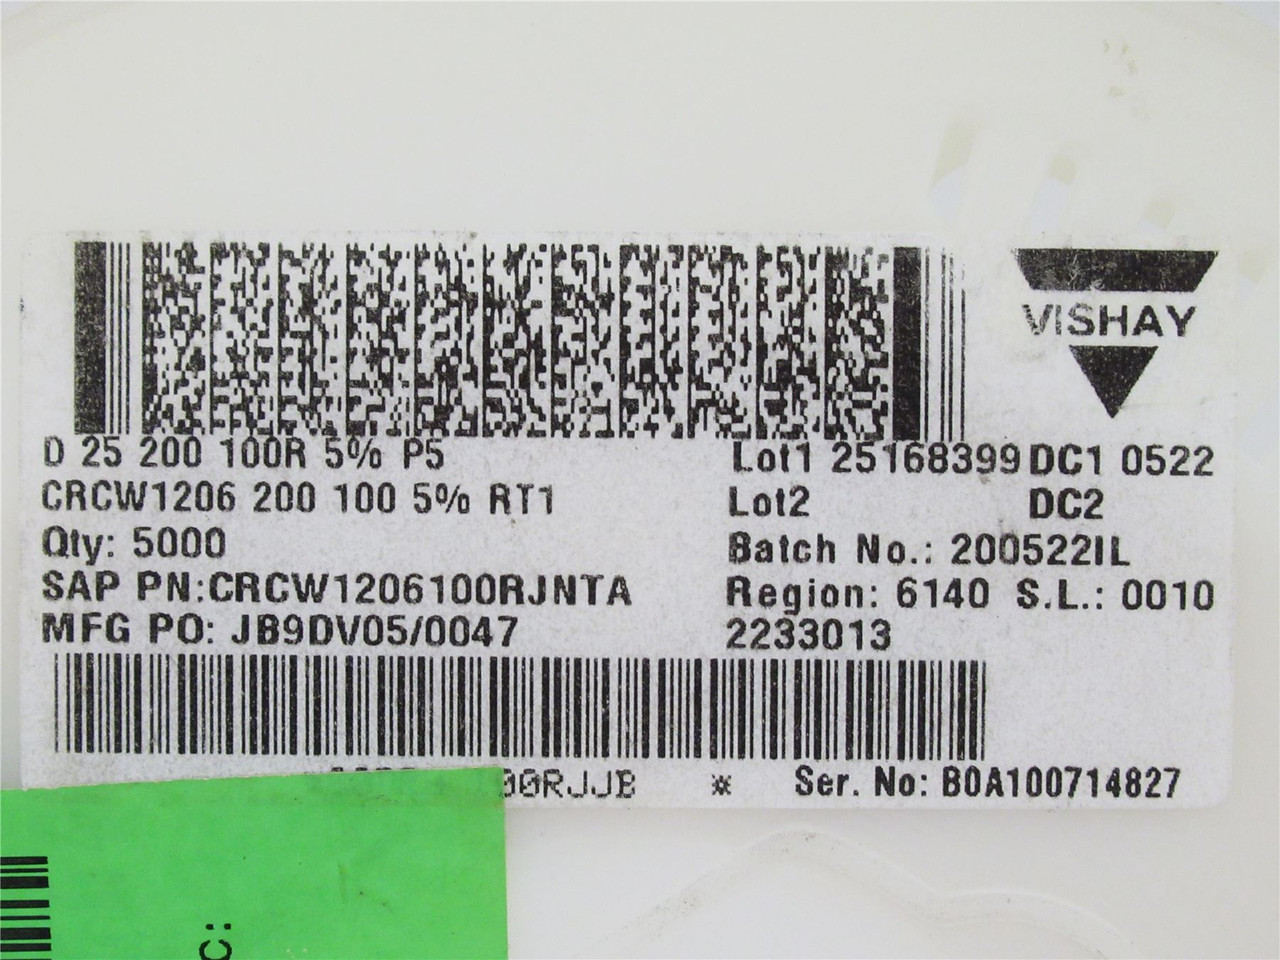 VISHAY
D 25 200 100R 5% P5
Lot1 25168399 DC1 0522
CRCW1206 200 100 5% RT1
Lot2 DC2
Qty: 5000
Batch No.: 200522IL
SAP PN:CRCW1206100RJNTA
Region: 6140 S.L.: 0010
MFG PO: JB9DV05/0047
2233013
00RJJB * Ser. No: B0A100714827
C: